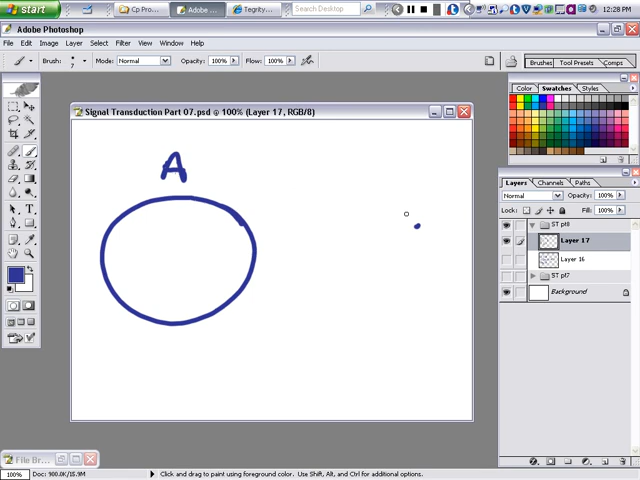 start
Cp Pro...
Adobe ...
Tegrity...
Search Desktop
12:28 PM
Adobe Photoshop
File Edit Image Layer Select Filter View Window Help
Brush: 7 Mode: Normal Opacity: 100% Flow: 100%
Brushes Tool Presets Comps
Signal Transduction Part 07.psd @ 100% (Layer 17, RGB/8)
A
Color Swatches Styles
Layers Channels Paths
Normal Opacity: 100%
Lock: Fill: 100%
ST pt8
Layer 17
Layer 16
ST pt7
Background
File Br...
100% Doc: 900.0K/15.9M Click and drag to paint using foreground color. Use Shift, Alt, and Ctrl for additional options.